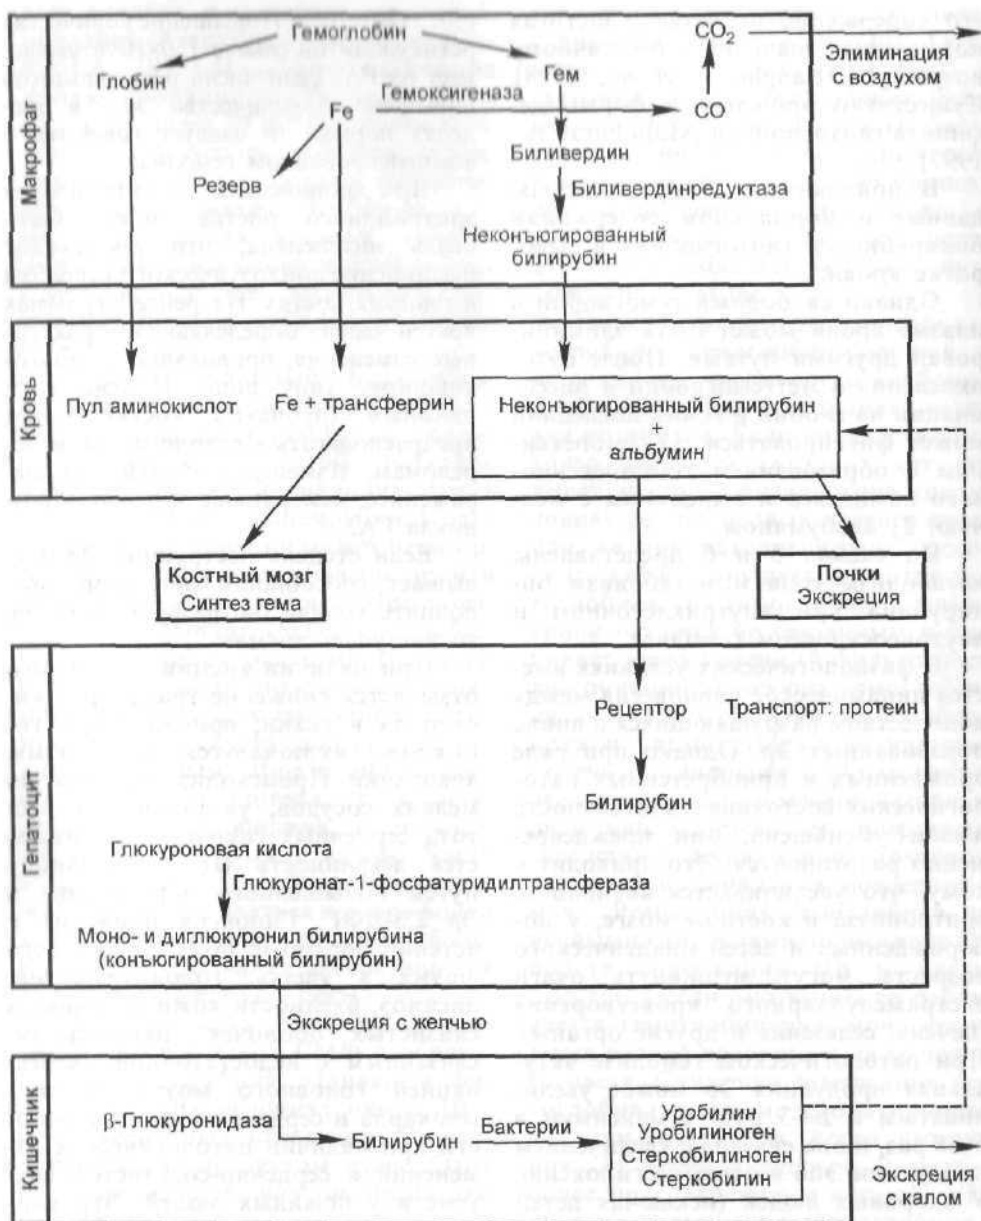 Макрофаг
Гемоглобин
Глобин
Гем
Гемоксигеназа
Fe
CO2
CO
Элиминация
с воздухом
Резерв
Биливердин
Биливердинредуктаза
Неконъюгированный
билирубин
Кровь
Пул аминокислот
Fe + трансферрин
Неконъюгированный билирубин
+
альбумин
Костный мозг
Синтез гема
Почки
Экскреция
Гепатоцит
Рецептор
Транспорт: протеин
Билирубин
Глюкуроновая кислота
Глюкуронат-1-фосфатуридилтрансфераза
Моно- и диглюкуронил билирубина
(конъюгированный билирубин)
Экскреция с желчью
Кишечник
β-Глюкуронидаза
Билирубин
Бактерии
Уробилин
Уробилиноген
Стеркобилиноген
Стеркобилин
Экскреция
с калом